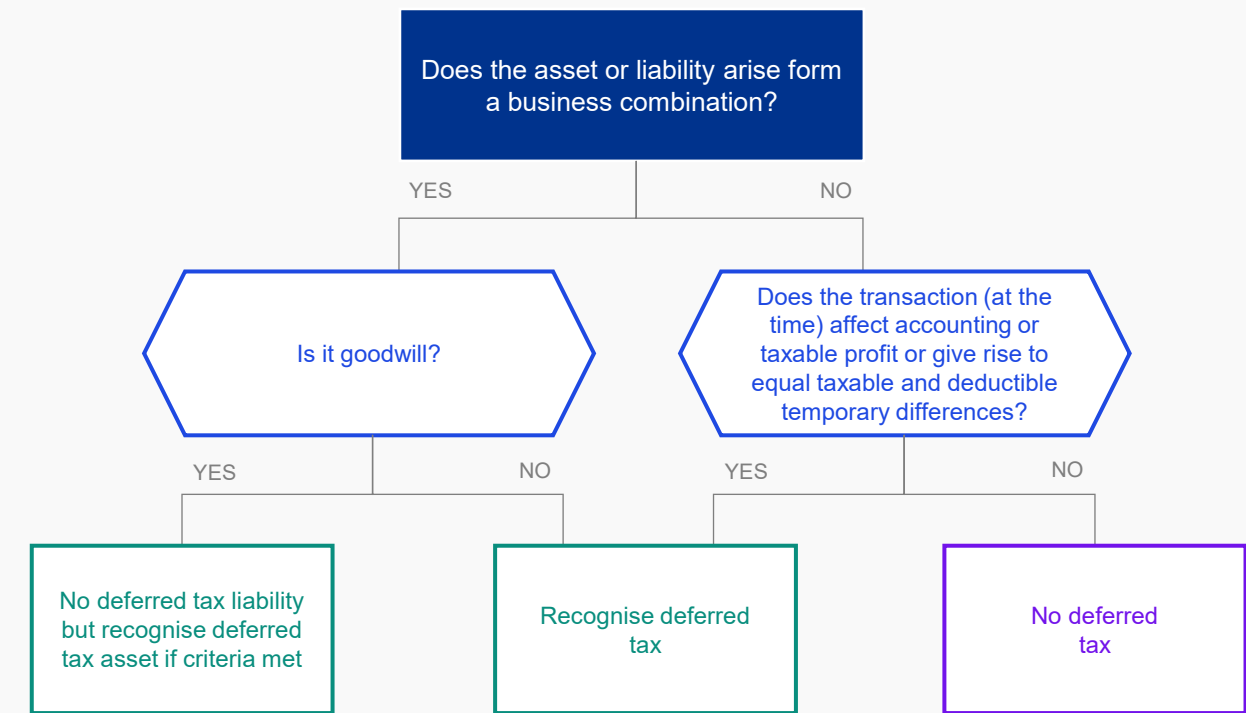 Does the asset or liability arise form
a business combination?
YES
NO
Is it goodwill?
Does the transaction (at the
time) affect accounting or
taxable profit or give rise to
equal taxable and deductible
temporary differences?
YES
NO
YES
NO
No deferred tax liability
but recognise deferred
tax asset if criteria met
Recognise deferred
tax
No deferred
tax